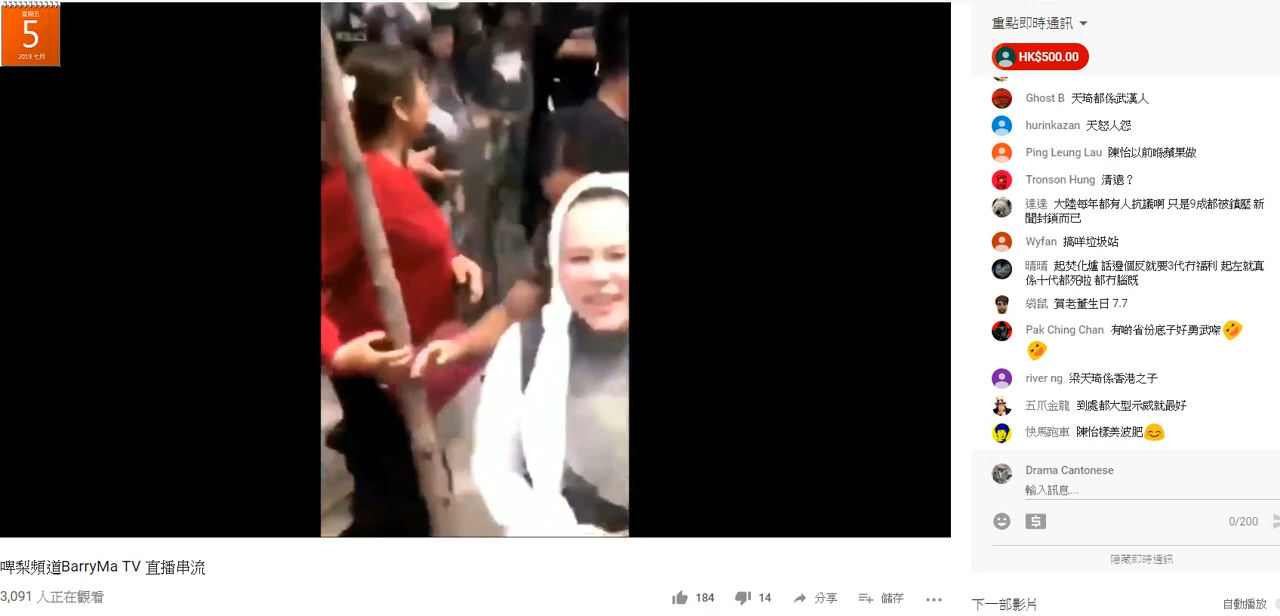 星期五
5
2019 七月
重點即時通訊
HK$500.00
Ghost B 天琦都係武漢人
hurinkazan 天怒人怨
Ping Leung Lau 陳怡以前喺蘋果做
Tronson Hung 清遠？
達達 大陸每年都有人抗議啊 只是9成都被鎮壓 新
聞封鎖而已
Wyfan 搞咩垃圾站
晴晴 起焚化爐 話邊個反就要3代冇福利 起左就真
係十代都死啦 都冇腦既
袋鼠 賀老董生日 7.7
Pak Ching Chan 有啲省份底子好勇武㗎
river ng 梁天琦係香港之子
五爪金龍 到處都大型示威就最好
快馬跑車 陳怡樣美波肥
Drama Cantonese
輸入訊息...
0/200
隱藏即時通訊
啤梨頻道BarryMa TV 直播串流
3,091 人正在觀看
184
14
分享
儲存
下一部影片
自動播放